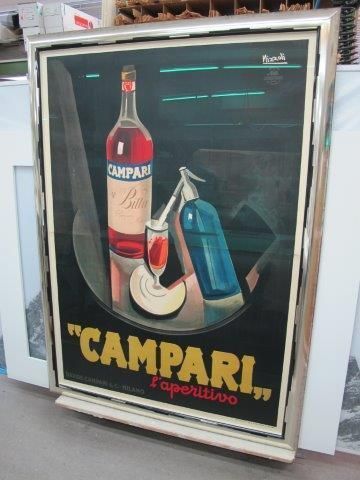 Nizzoli
CAMPARI
Bitter
"CAMPARI„
l'aperitivo
DAVIDE CAMPARI & C. - MILANO